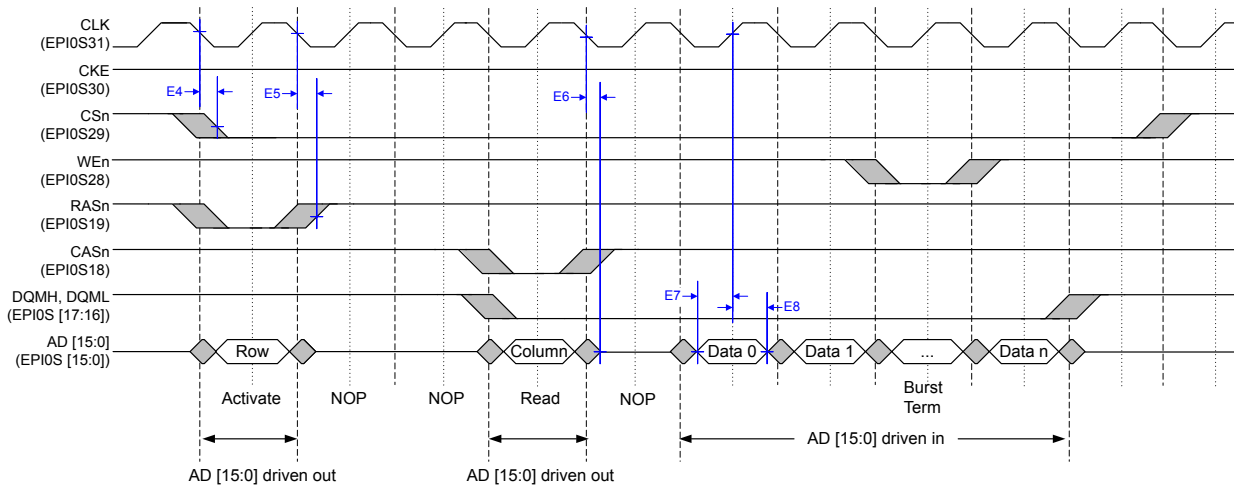 CLK
(EPI0S31)
CKE
(EPI0S30)
E4
E5
E6
CSn
(EPI0S29)
WEn
(EPI0S28)
RASn
(EPI0S19)
CASn
(EPI0S18)
DQMH, DQML
(EPI0S [17:16])
E7
E8
AD [15:0]
(EPI0S [15:0])
Row
Column
Data 0
Data 1
...
Data n
Activate
NOP
NOP
Read
NOP
Burst
Term
AD [15:0] driven in
AD [15:0] driven out
AD [15:0] driven out